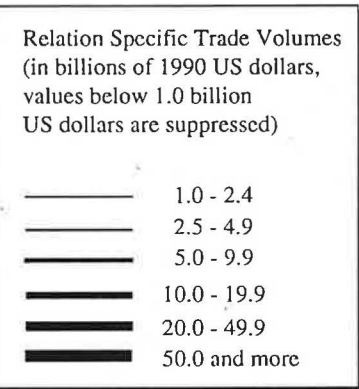 Relation Specific Trade Volumes
(in billions of 1990 US dollars,
values below 1.0 billion
US dollars are suppressed)
1.0 - 2.4
2.5 - 4.9
5.0 - 9.9
10.0 - 19.9
20.0 - 49.9
50.0 and more